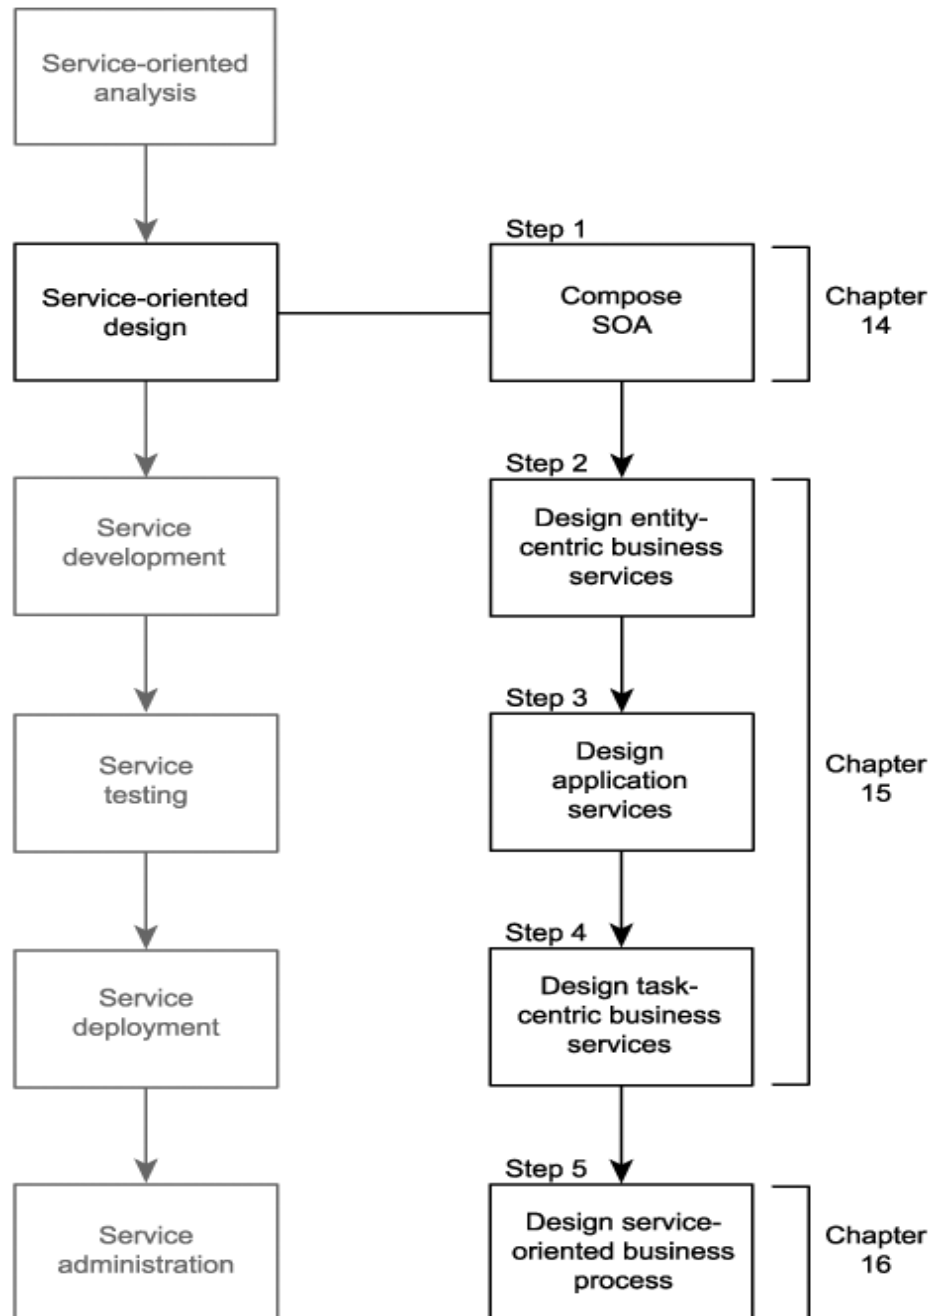 Service-oriented
analysis
Service-oriented
design
Service
development
Service
testing
Service
deployment
Service
administration
Step 1
Compose
SOA
Chapter
14
Step 2
Design entity-
centric business
services
Step 3
Design
application
services
Chapter
15
Step 4
Design task-
centric business
services
Step 5
Design service-
oriented business
process
Chapter
16